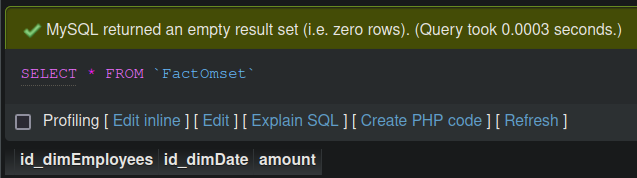 MySQL returned an empty result set (i.e. zero rows). (Query took 0.0003 seconds.)
SELECT * FROM `FactOmset`
Profiling [ Edit inline ] [ Edit ] [ Explain SQL ] [ Create PHP code ] [ Refresh ]
id_dimEmployees id_dimDate amount